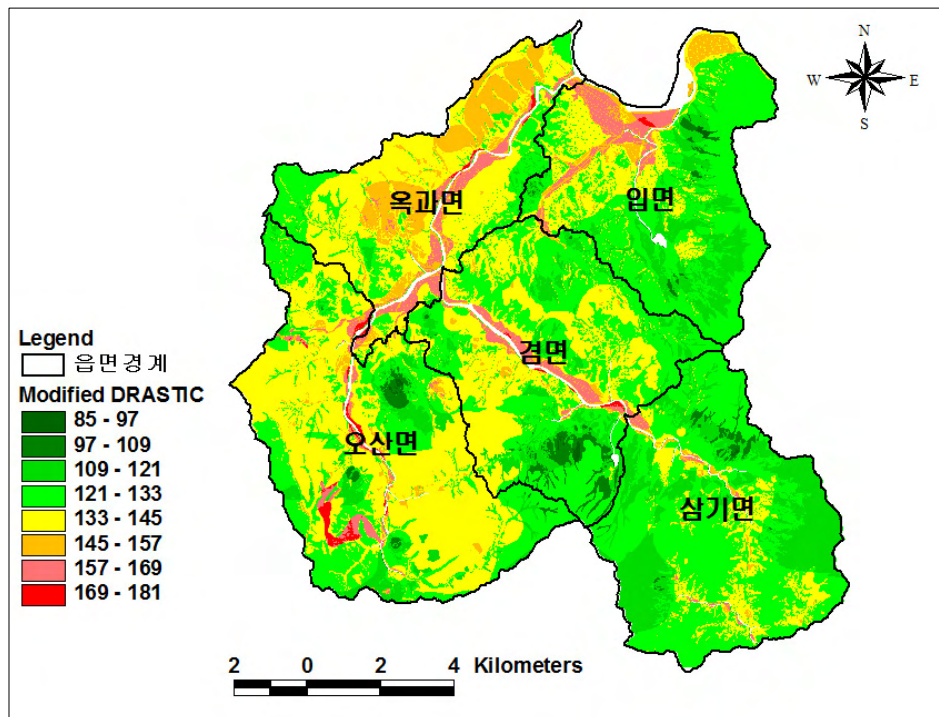 N
W E
S
옥과면
입면
겸면
오산면
삼기면
Legend
읍면경계
Modified DRASTIC
85 - 97
97 - 109
109 - 121
121 - 133
133 - 145
145 - 157
157 - 169
169 - 181
2 0 2 4 Kilometers